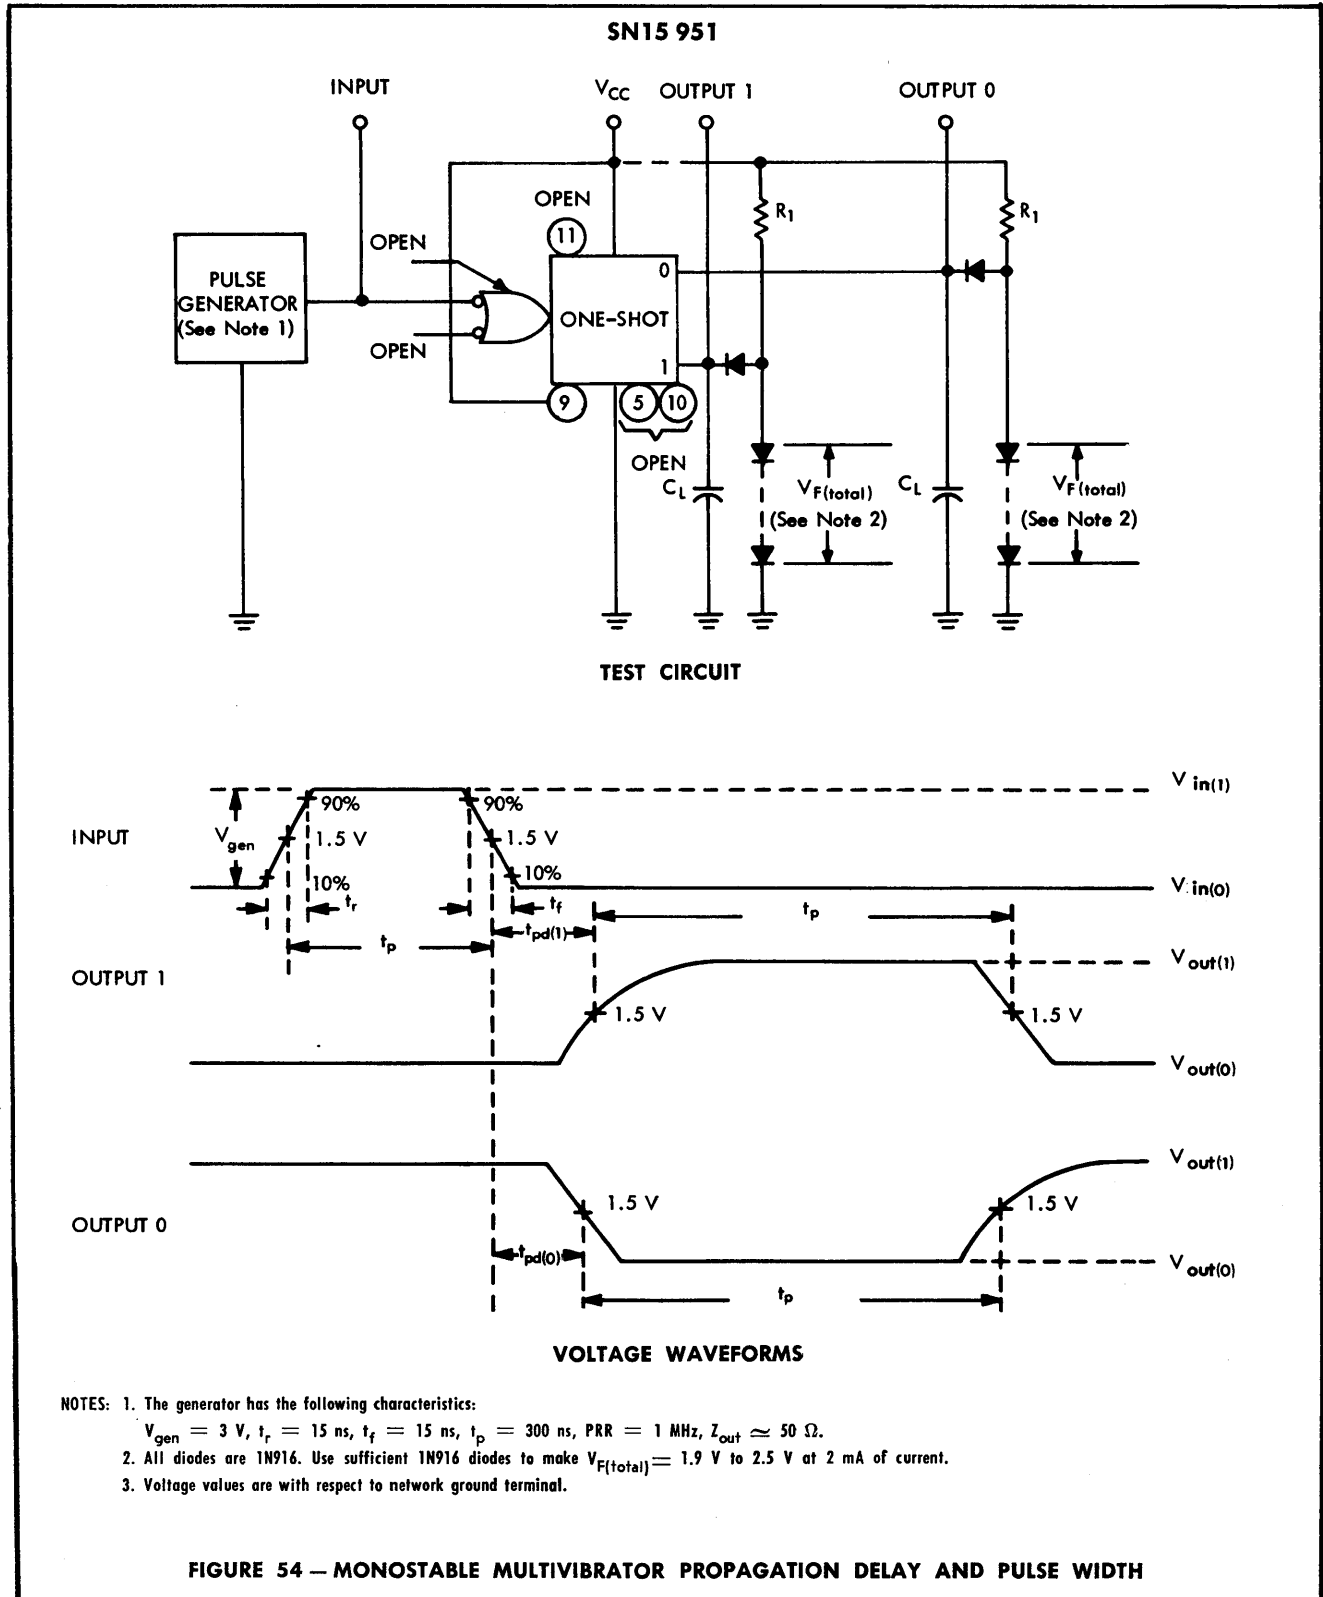 SN15 951
INPUT
VCC
OUTPUT 1
OUTPUT 0
OPEN
11
R1
R1
OPEN
PULSE
GENERATOR
(See Note 1)
0
ONE-SHOT
1
OPEN
9
5
10
OPEN
CL
VF(total)
(See Note 2)
CL
VF(total)
(See Note 2)
TEST CIRCUIT
INPUT
Vgen
90%
1.5 V
10%
tr
90%
1.5 V
10%
tf
Vin(1)
Vin(0)
tp
tpd(1)
tp
OUTPUT 1
1.5 V
1.5 V
Vout(1)
Vout(0)
OUTPUT 0
1.5 V
1.5 V
Vout(1)
Vout(0)
tpd(0)
tp
VOLTAGE WAVEFORMS
NOTES: 1. The generator has the following characteristics:
Vgen = 3 V, tr = 15 ns, tf = 15 ns, tp = 300 ns, PRR = 1 MHz, Zout ≃ 50 Ω.
2. All diodes are 1N916. Use sufficient 1N916 diodes to make VF(total) = 1.9 V to 2.5 V at 2 mA of current.
3. Voltage values are with respect to network ground terminal.
FIGURE 54 — MONOSTABLE MULTIVIBRATOR PROPAGATION DELAY AND PULSE WIDTH